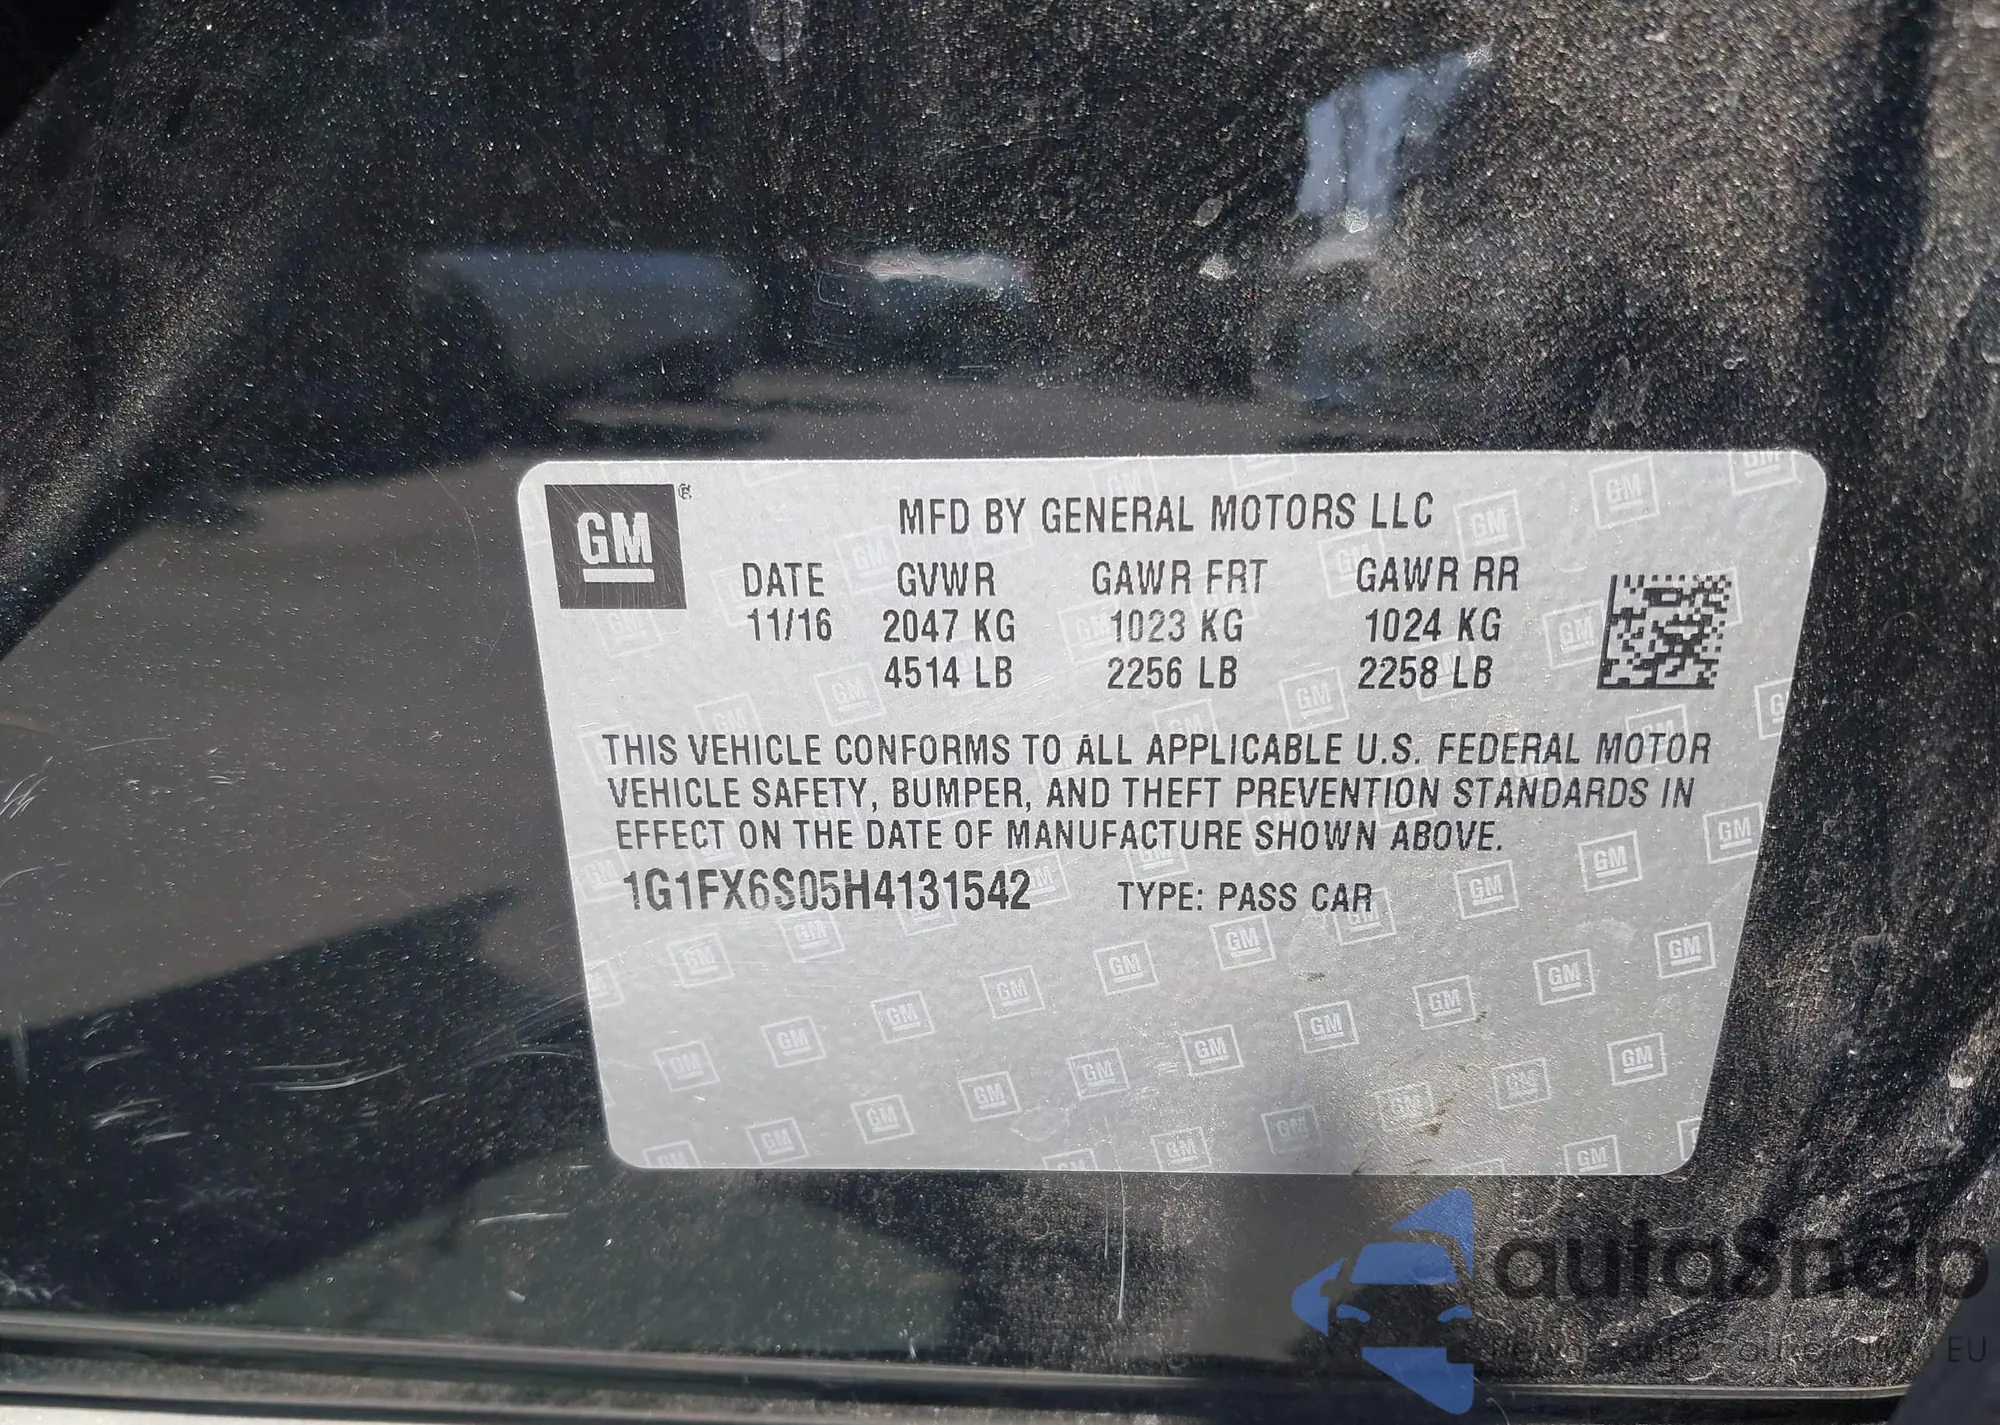 GM
MFD BY GENERAL MOTORS LLC
DATE GVWR GAWR FRT GAWR RR
11/16 2047 KG 1023 KG 1024 KG
4514 LB 2256 LB 2258 LB
THIS VEHICLE CONFORMS TO ALL APPLICABLE U.S. FEDERAL MOTOR
VEHICLE SAFETY, BUMPER, AND THEFT PREVENTION STANDARDS IN
EFFECT ON THE DATE OF MANUFACTURE SHOWN ABOVE.
1G1FX6S05H4131542 TYPE: PASS CAR
autoSnap
EU